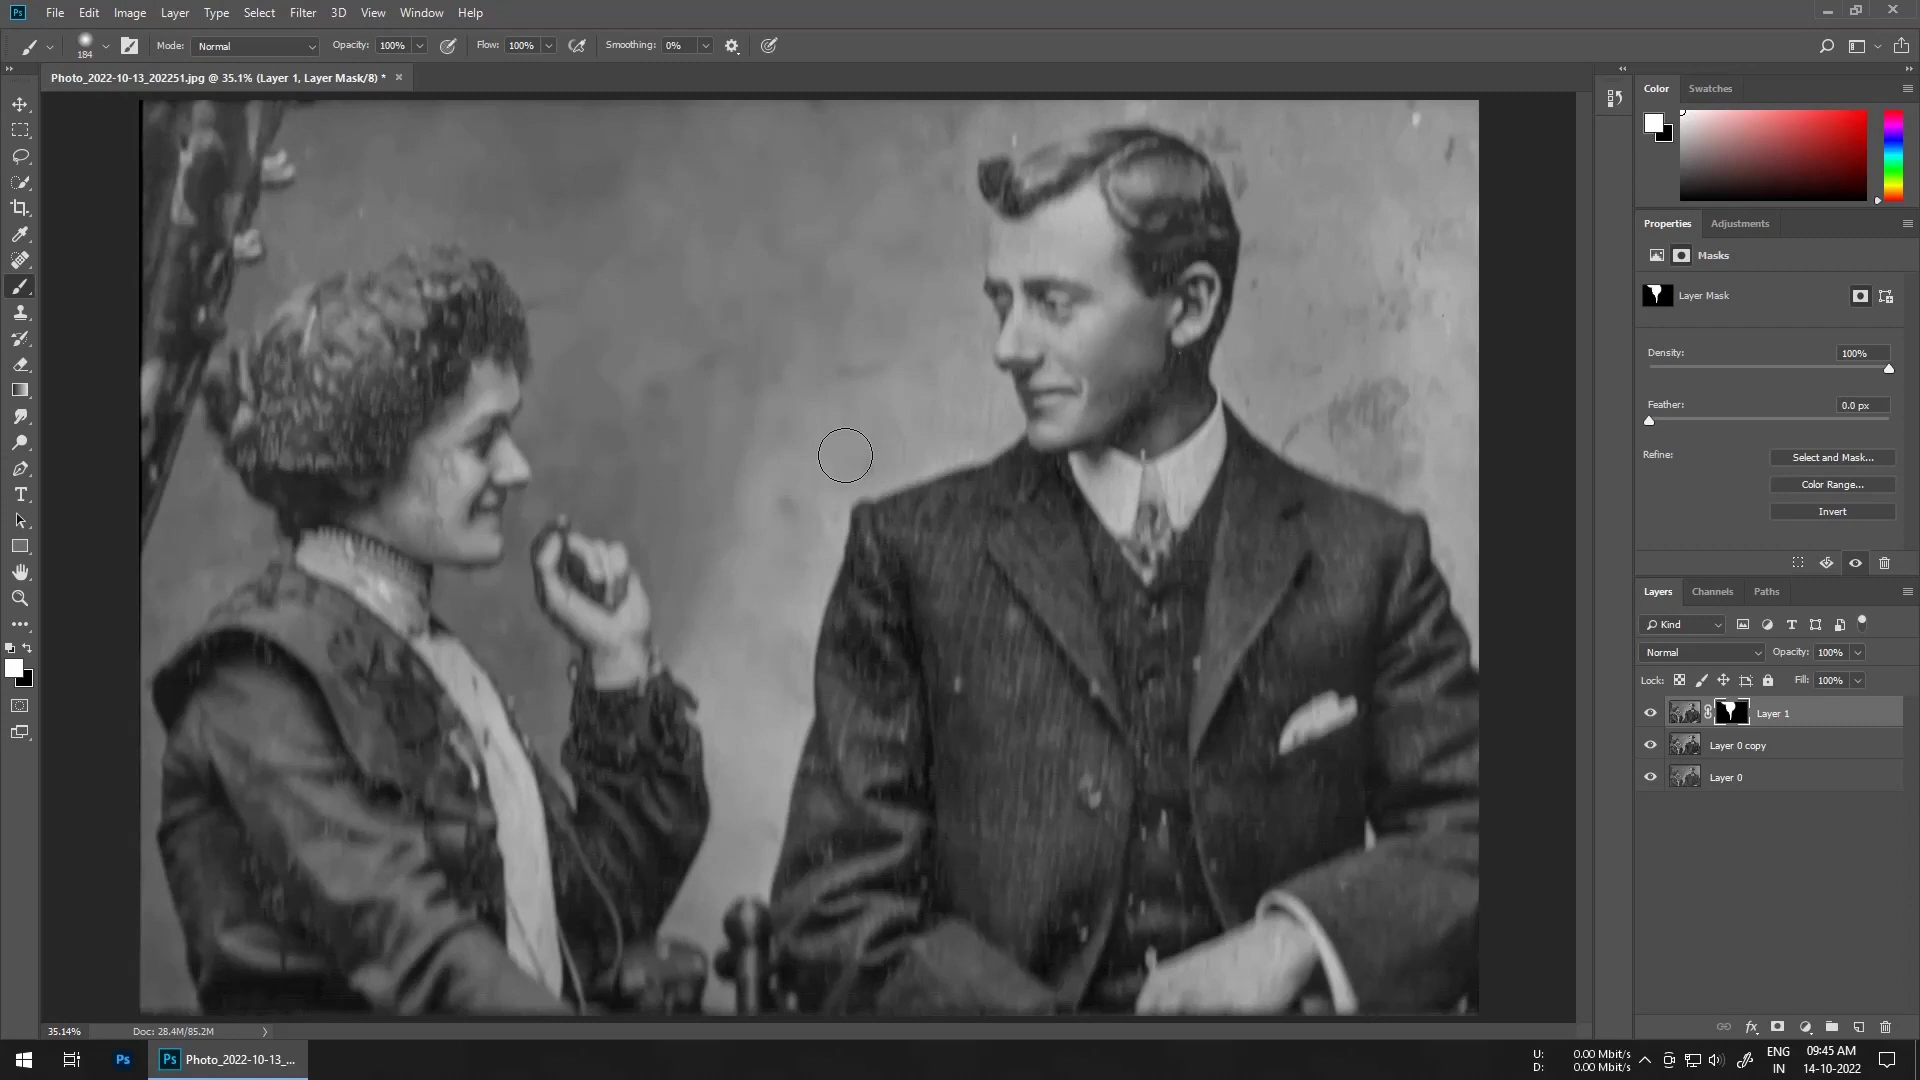 Ps File Edit Image Layer Type Select Filter 3D View Window Help
184 Mode: Normal Opacity: 100% Flow: 100% Smoothing: 0%
Photo_2022-10-13_202251.jpg @ 35.1% (Layer 1, Layer Mask/8) * ×
Color Swatches
Properties Adjustments
Masks
Layer Mask
Density: 100%
Feather: 0.0 px
Refine: Select and Mask...
Color Range...
Invert
Layers Channels Paths
Kind
Normal Opacity: 100%
Lock: Fill: 100%
Layer 1
Layer 0 copy
Layer 0
35.14% Doc: 28.4M/85.2M
Ps Ps Photo_2022-10-13_...
U: 0.00 Mbit/s
D: 0.00 Mbit/s
ENG
IN
09:45 AM
14-10-2022